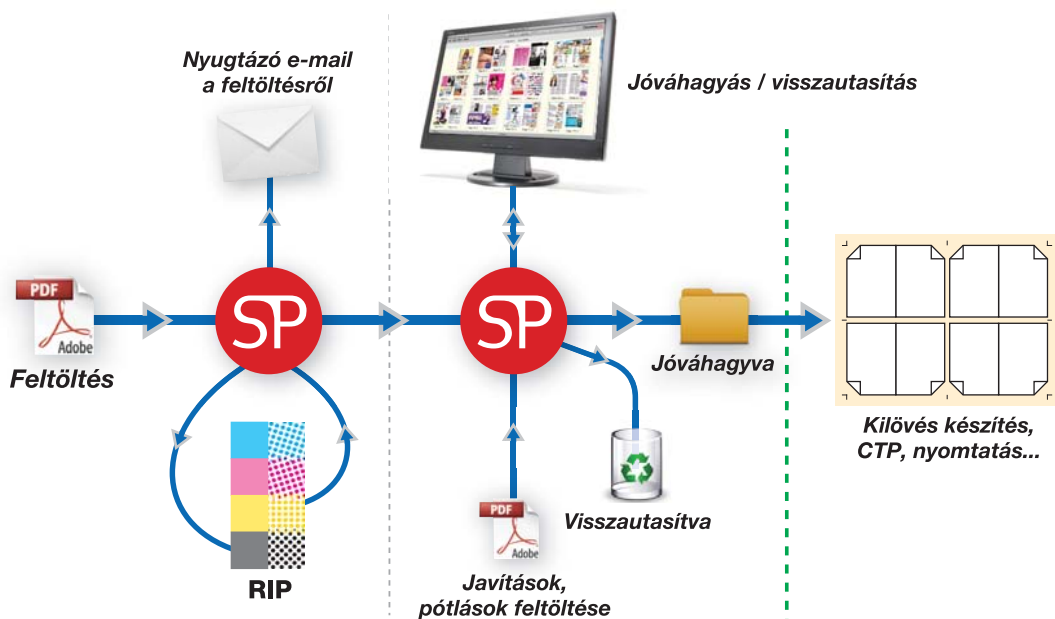 Nyugtázó e-mail
a feltöltésről
Jóváhagyás / visszautasítás
PDF
Adobe
Feltöltés
SP
SP
Jóváhagyva
Kilövés készítés,
CTP, nyomtatás...
RIP
Visszautasítva
PDF
Adobe
Javítások,
pótlások feltöltése